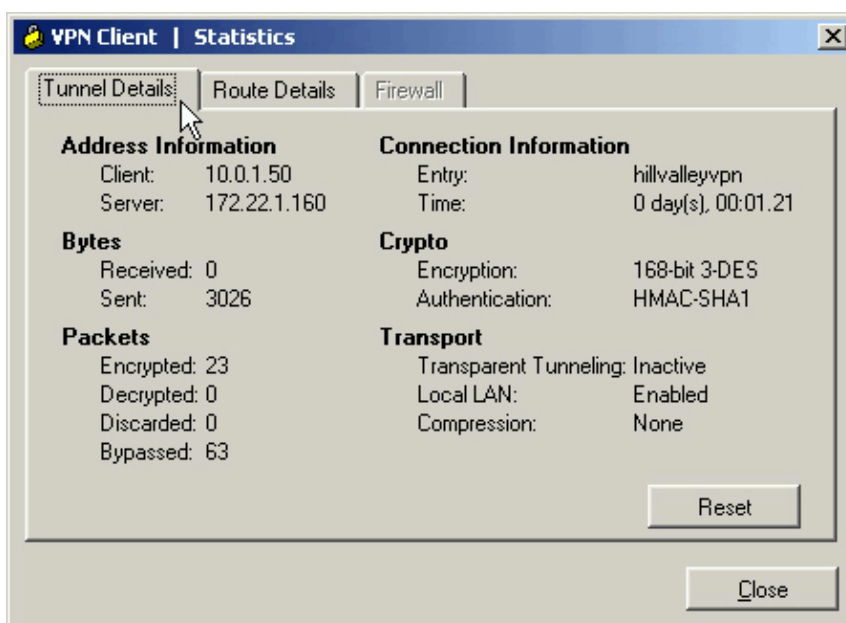 VPN Client | Statistics
Tunnel Details Route Details Firewall
Address Information
Client: 10.0.1.50
Server: 172.22.1.160
Connection Information
Entry: hillvalleyvpn
Time: 0 day(s), 00:01.21
Bytes
Received: 0
Sent: 3026
Crypto
Encryption: 168-bit 3-DES
Authentication: HMAC-SHA1
Packets
Encrypted: 23
Decrypted: 0
Discarded: 0
Bypassed: 63
Transport
Transparent Tunneling: Inactive
Local LAN: Enabled
Compression: None
Reset
Close